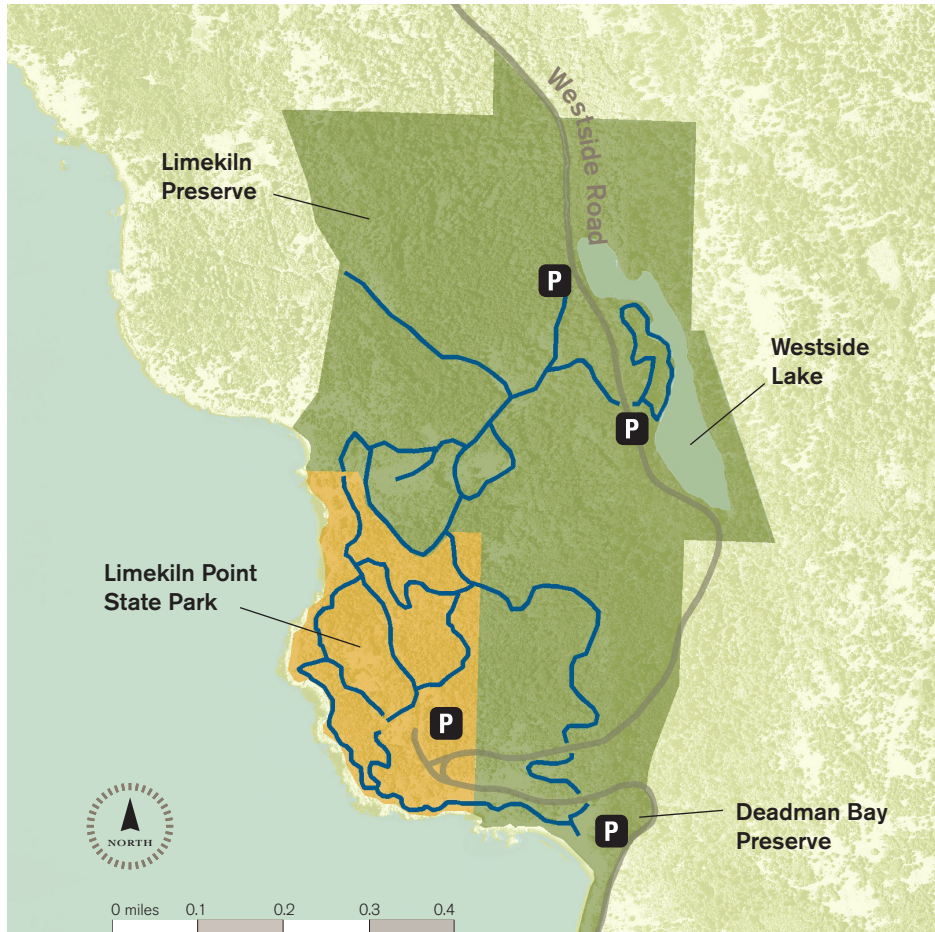 Westside Road
Limekiln
Preserve
P
Westside
Lake
P
Limekiln Point
State Park
P
Deadman Bay
Preserve
P
NORTH
0 miles 0.1 0.2 0.3 0.4